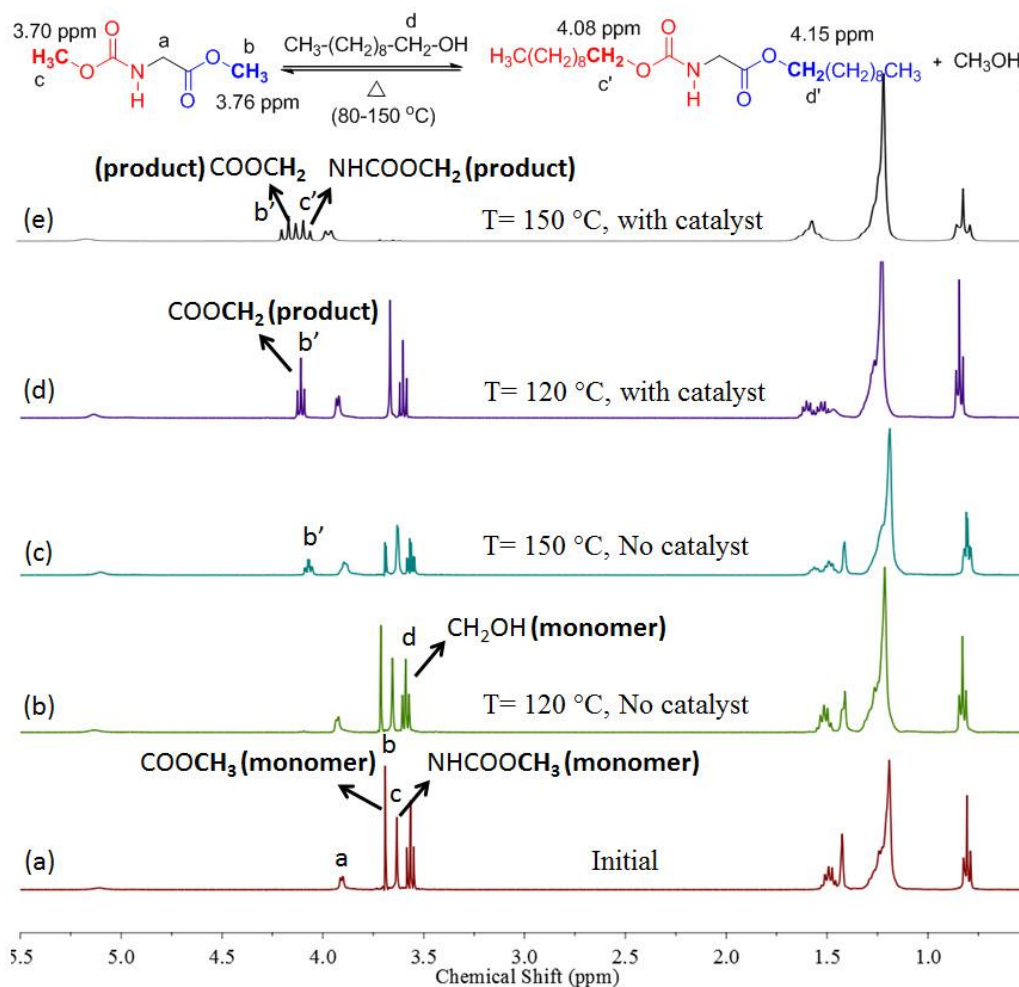 3.70 ppm
H₃C
c
O
O
N
H
a
O
O
b
CH₃
3.76 ppm
d
CH₃-(CH₂)₈-CH₂-OH
△
(80-150 °C)
4.08 ppm
H₃C(CH₂)₈CH₂
c'
O
O
N
H
O
O
4.15 ppm
CH₂(CH₂)₈CH₃
d'
+ CH₃OH
(product) COOCH₂
NHCOOCH₂ (product)
b'
c'
(e)
T= 150 °C, with catalyst
COOCH₂ (product)
b'
(d)
T= 120 °C, with catalyst
b'
(c)
T= 150 °C, No catalyst
d
CH₂OH (monomer)
(b)
T= 120 °C, No catalyst
b
COOCH₃ (monomer)
NHCOOCH₃ (monomer)
c
a
(a)
Initial
5.5 5.0 4.5 4.0 3.5 3.0 2.5 2.0 1.5 1.0
Chemical Shift (ppm)